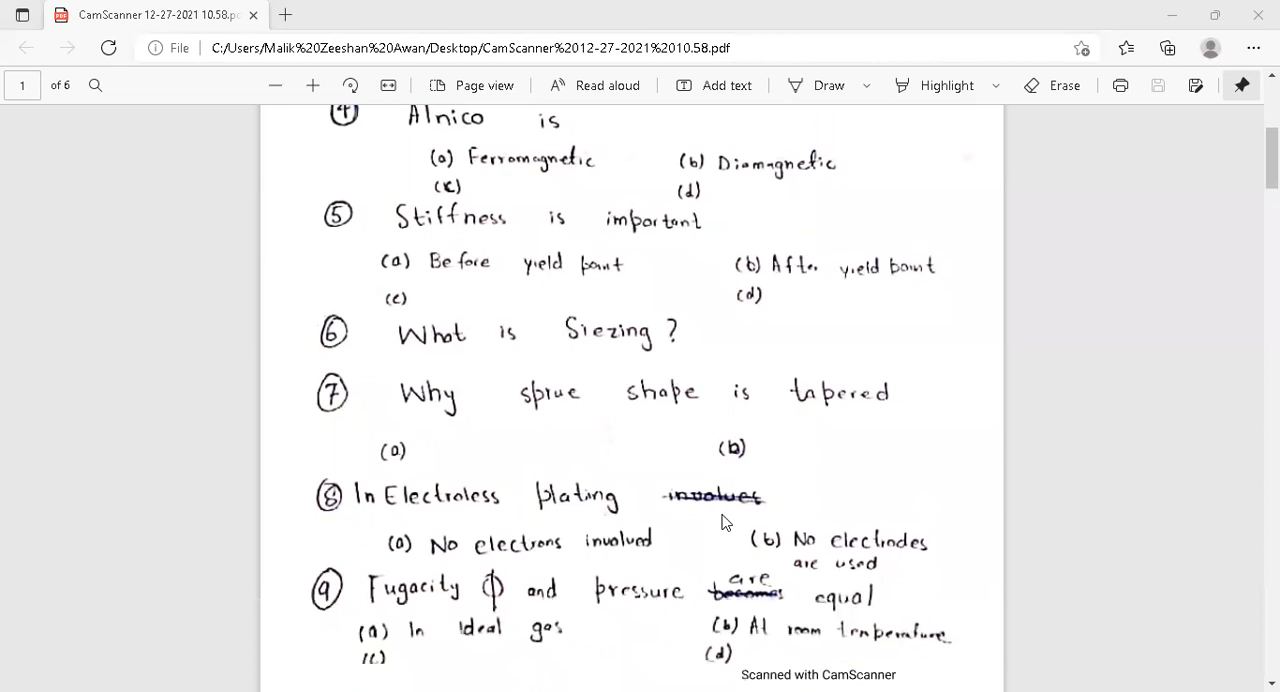 CamScanner 12-27-2021 10.58.pd
File C:/Users/Malik%20Zeeshan%20Awan/Desktop/CamScanner%2012-27-2021%2010.58.pdf
1 of 6 Page view Read aloud Add text Draw Highlight Erase
4 Alnico is
(a) Ferromagnetic (b) Diamagnetic
(c) (d)
5 Stiffness is important
(a) Before yield point (b) After yield point
(c) (d)
6 What is Siezing?
7 Why sprue shape is tapered
(a) (b)
8 In Electroless plating involves
(a) No electrons involved (b) No electrodes
are used
are
9 Fugacity ф and pressure becomes equal
(a) In ideal gas (b) At room temperature
(c) (d)
Scanned with CamScanner